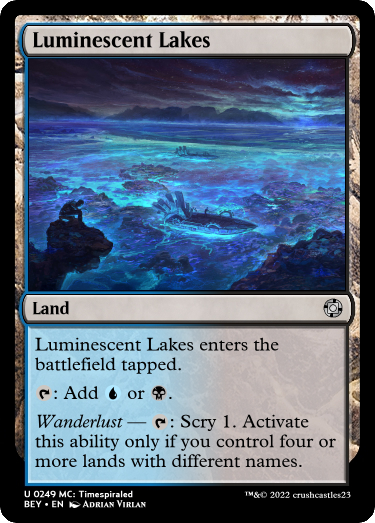 Luminescent Lakes
Land
Luminescent Lakes enters the
battlefield tapped.
: Add or .
Wanderlust — : Scry 1. Activate
this ability only if you control four or
more lands with different names.
U 0249 MC: Timespiraled
BEY • EN Adrian Virlan
™&© 2022 crushcastles23